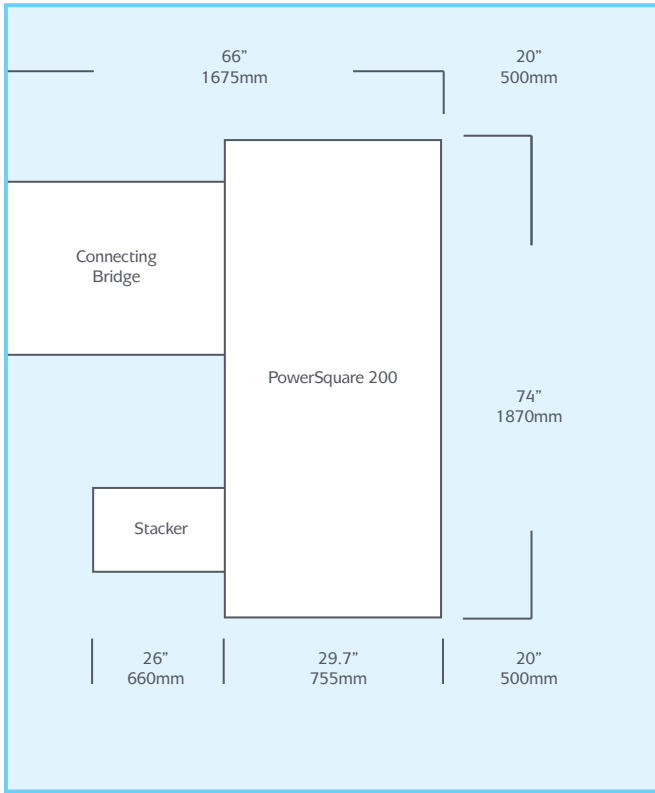 66”
1675mm
20”
500mm
Connecting
Bridge
PowerSquare 200
74”
1870mm
Stacker
26”
660mm
29.7”
755mm
20”
500mm